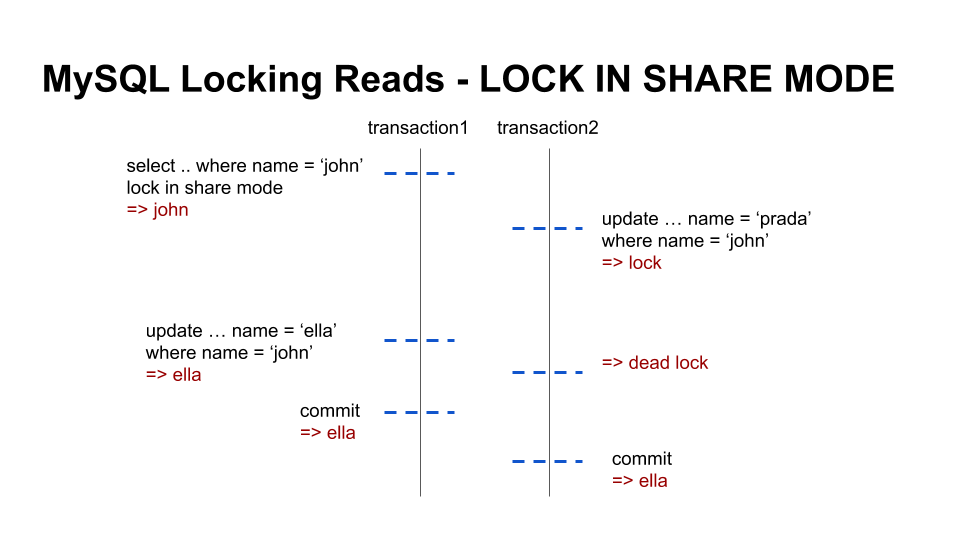 MySQL Locking Reads - LOCK IN SHARE MODE
transaction1
transaction2
select .. where name = ‘john’
lock in share mode
=> john
update … name = ‘prada’
where name = ‘john’
=> lock
update … name = ‘ella’
where name = ‘john’
=> ella
=> dead lock
commit
=> ella
commit
=> ella